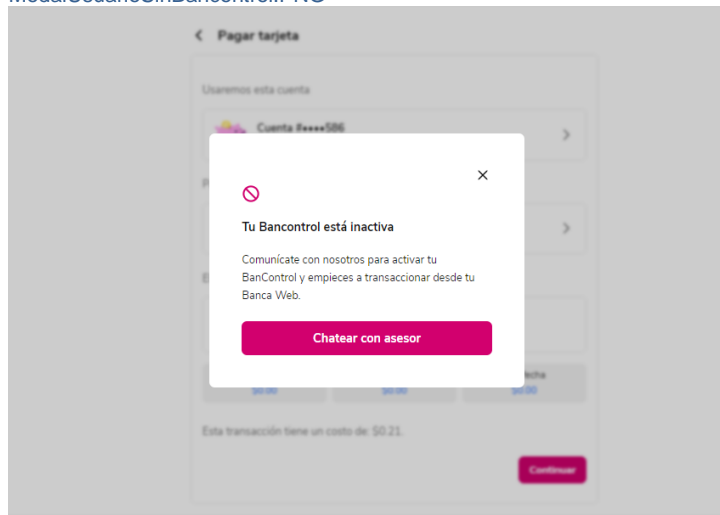 Pagar tarjeta
Usaremos esta cuenta
Cuenta #●●●●586
Tu Bancontrol está inactiva
Comunícate con nosotros para activar tu
BanControl y empieces a transaccionar desde tu
Banca Web.
Chatear con asesor
$0.00 $0.00 $0.00
Esta transacción tiene un costo de: $0.21.
Continuar